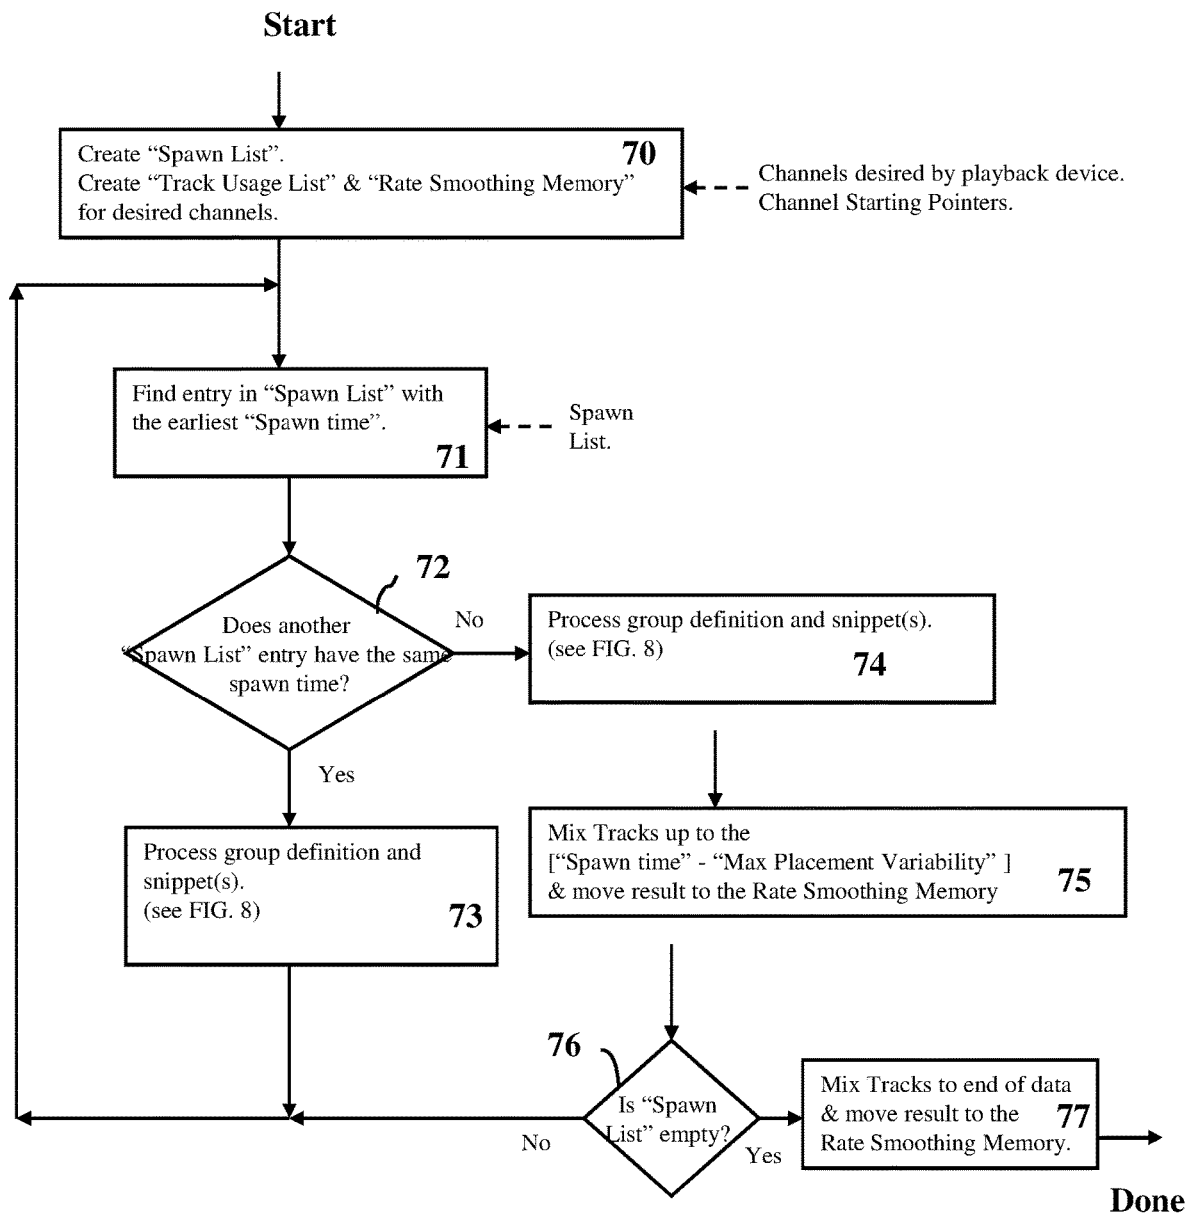 Start
Create “Spawn List”.
70
Create “Track Usage List” & “Rate Smoothing Memory”
for desired channels.
Channels desired by playback device.
Channel Starting Pointers.
Find entry in “Spawn List” with
the earliest “Spawn time”.
71
Spawn
List.
72
Does another
“Spawn List” entry have the same
spawn time?
No
Yes
Process group definition and snippet(s).
(see FIG. 8)
74
Mix Tracks up to the
[“Spawn time” - “Max Placement Variability” ]
& move result to the Rate Smoothing Memory
75
Process group definition and
snippet(s).
(see FIG. 8)
73
76
Is “Spawn
List” empty?
No
Yes
Mix Tracks to end of data
& move result to the
Rate Smoothing Memory.
77
Done